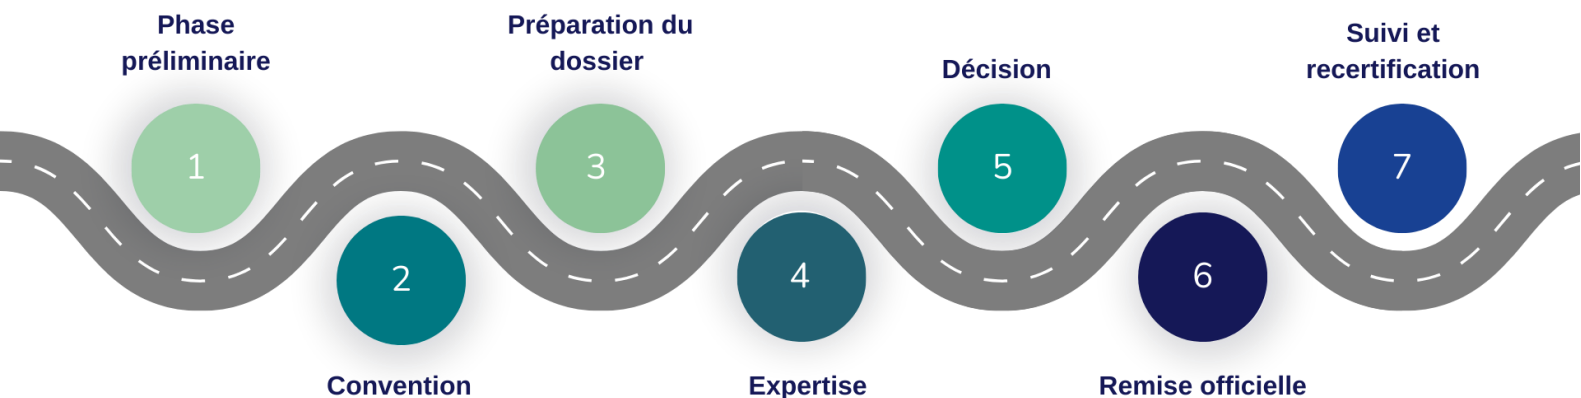 Phase
préliminaire
1
2
Convention
Préparation du
dossier
3
4
Expertise
Décision
5
6
Remise officielle
Suivi et
recertification
7